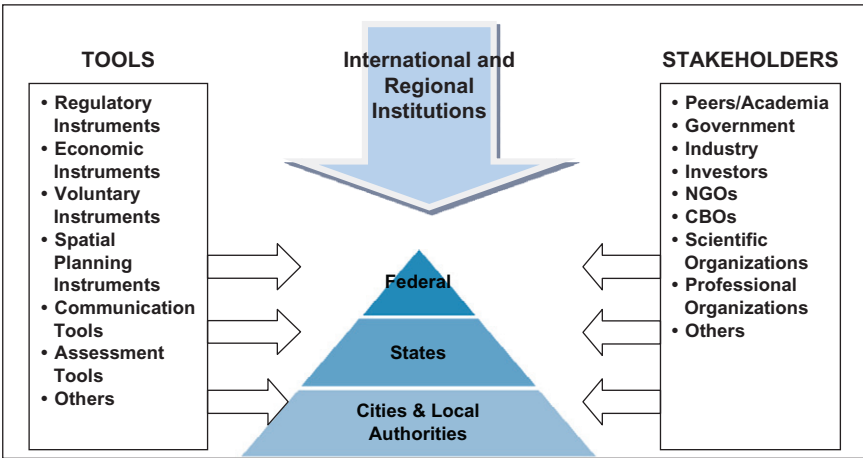 TOOLS
• Regulatory
Instruments
• Economic
Instruments
• Voluntary
Instruments
• Spatial
Planning
Instruments
• Communication
Tools
• Assessment
Tools
• Others
International and
Regional
Institutions
Federal
States
Cities & Local
Authorities
STAKEHOLDERS
• Peers/Academia
• Government
• Industry
• Investors
• NGOs
• CBOs
• Scientific
Organizations
• Professional
Organizations
• Others